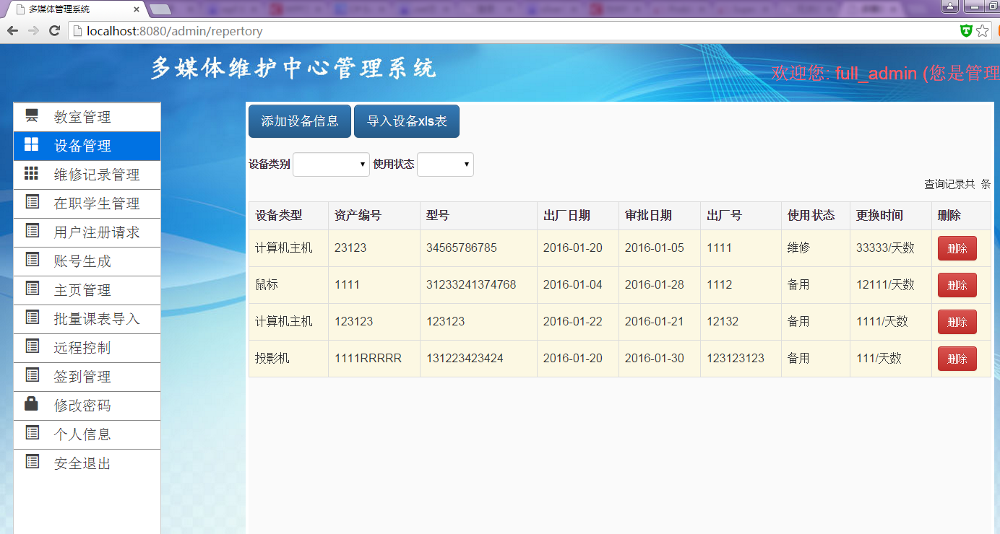 多媒体管理系统
localhost:8080/admin/repertory
多媒体维护中心管理系统
欢迎您: full_admin (您是管理
教室管理
设备管理
维修记录管理
在职学生管理
用户注册请求
账号生成
主页管理
批量课表导入
远程控制
签到管理
修改密码
个人信息
安全退出
添加设备信息 导入设备xls表
设备类别 使用状态
查询记录共 条
设备类型 资产编号 型号 出厂日期 审批日期 出厂号 使用状态 更换时间 删除
计算机主机 23123 34565786785 2016-01-20 2016-01-05 1111 维修 33333/天数 删除
鼠标 1111 31233241374768 2016-01-04 2016-01-28 1112 备用 12111/天数 删除
计算机主机 123123 123123 2016-01-22 2016-01-21 12132 备用 1111/天数 删除
投影机 1111RRRRR 131223423424 2016-01-20 2016-01-30 123123123 备用 111/天数 删除